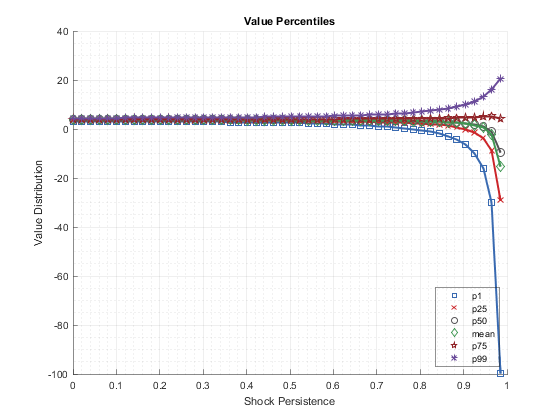 Value Percentiles
40
20
0
-20
-40
-60
-80
-100
Value Distribution
p1
p25
p50
mean
p75
p99
0 0.1 0.2 0.3 0.4 0.5 0.6 0.7 0.8 0.9 1
Shock Persistence